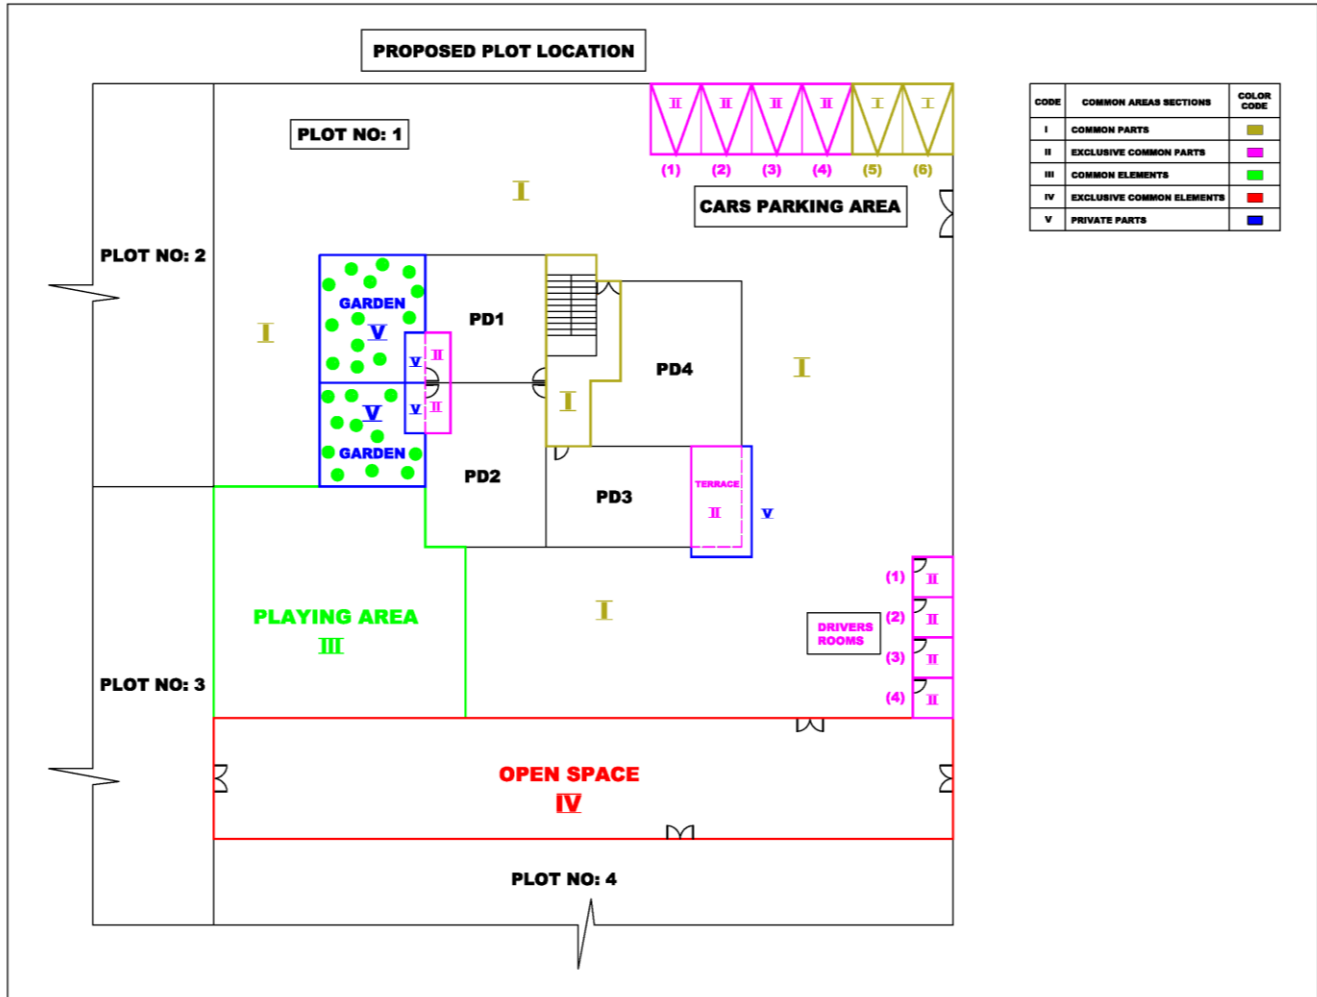 PROPOSED PLOT LOCATION
PLOT NO: 1
II II II II I I
(1) (2) (3) (4) (5) (6)
CARS PARKING AREA
CODE COMMON AREAS SECTIONS COLOR CODE
I COMMON PARTS
II EXCLUSIVE COMMON PARTS
III COMMON ELEMENTS
IV EXCLUSIVE COMMON ELEMENTS
V PRIVATE PARTS
I
PLOT NO: 2
I
GARDEN
V
PD1
V II
V II
V
GARDEN
PD2
I
PD4
I
PD3
TERRACE
II
V
PLAYING AREA
III
I
DRIVERS
ROOMS
(1) II
(2) II
(3) II
(4) II
PLOT NO: 3
OPEN SPACE
IV
PLOT NO: 4